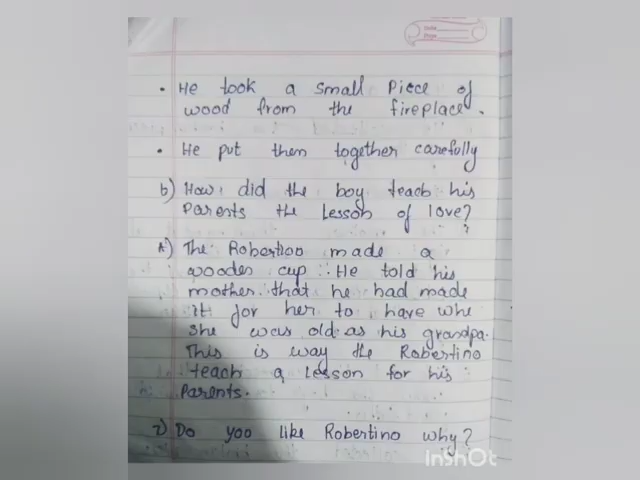 • He took a small Piece of
wood from the fireplace.
• He put them together carefully
b) How did the boy teach his
Parents the Lesson of love?
A) The Robertioo made a
wooden cup. He told his
mother that he had made
it for her to have whe
She was old as his grandpa.
This is way the Robertino
teach a Lesson for his
Parents.
2) Do yoo like Robertino why?
InShOt